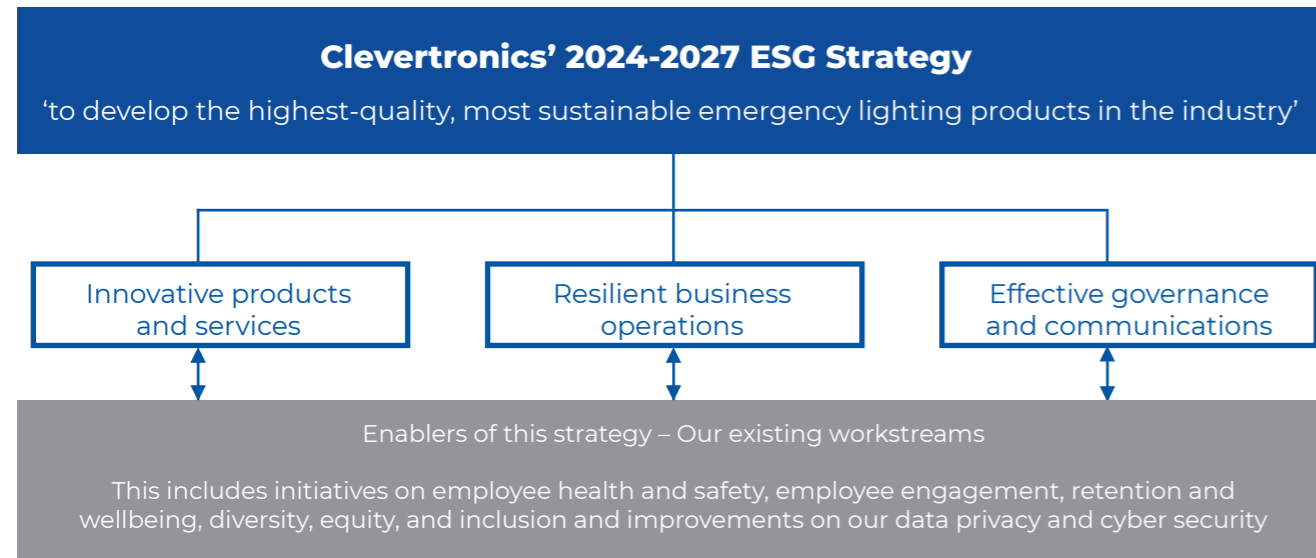 Clevertronics’ 2024-2027 ESG Strategy
‘to develop the highest-quality, most sustainable emergency lighting products in the industry’
Innovative products
and services
Resilient business
operations
Effective governance
and communications
Enablers of this strategy – Our existing workstreams
This includes initiatives on employee health and safety, employee engagement, retention and
wellbeing, diversity, equity, and inclusion and improvements on our data privacy and cyber security